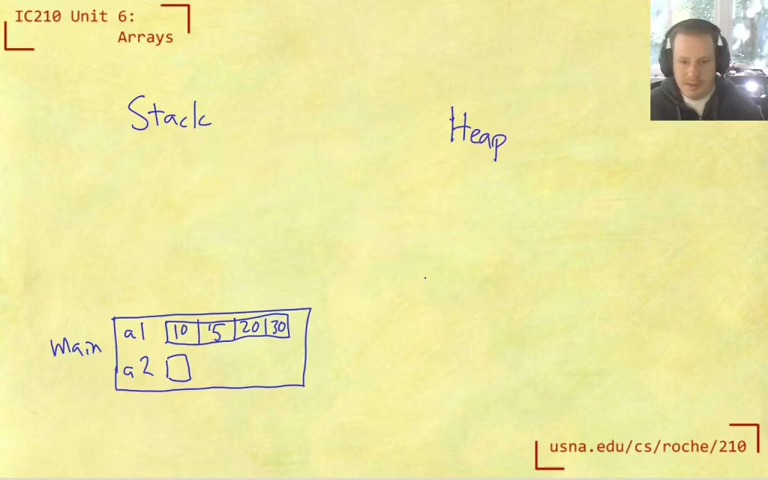 IC210 Unit 6:
Arrays
Stack
Heap
main
a1 10 5 20 30
a2
usna.edu/cs/roche/210